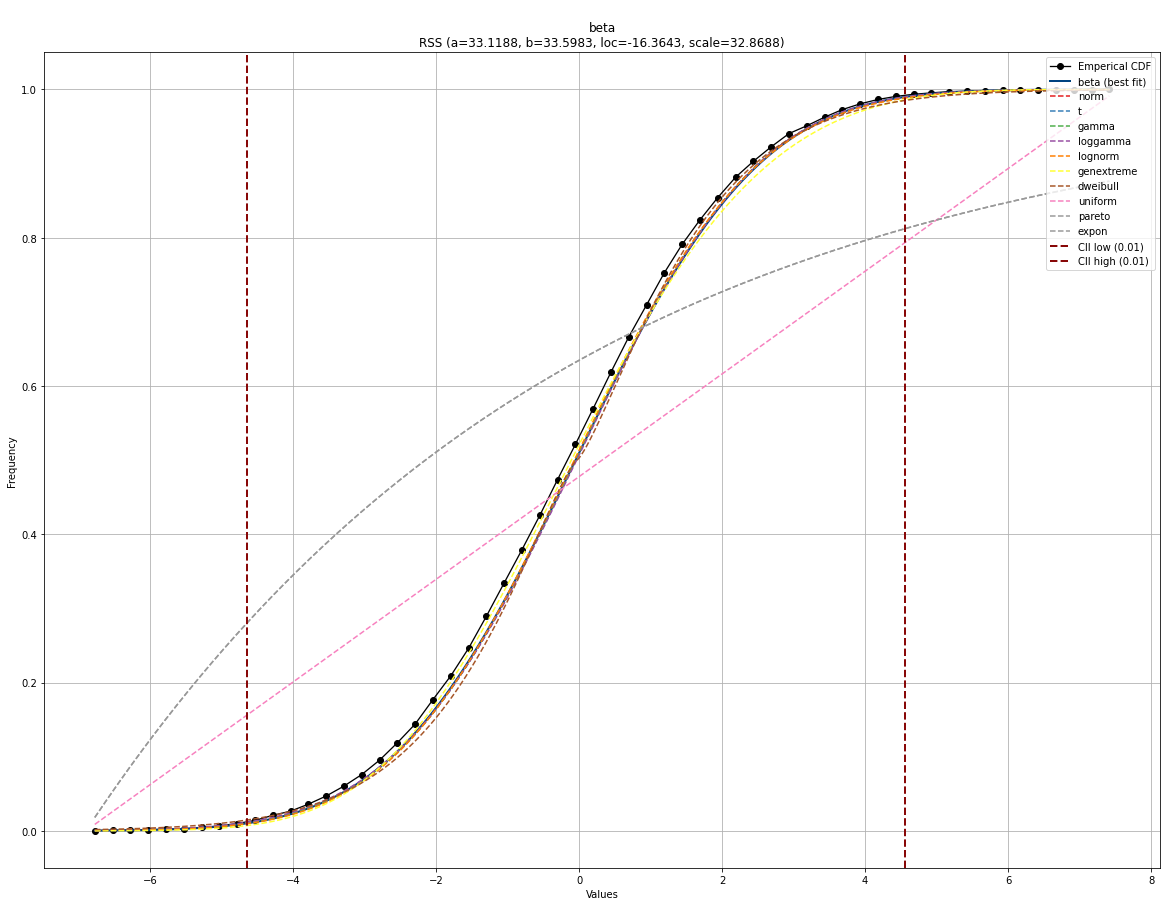 beta
RSS (a=33.1188, b=33.5983, loc=-16.3643, scale=32.8688)
Frequency
1.0
0.8
0.6
0.4
0.2
0.0
Emperical CDF
beta (best fit)
norm
t
gamma
loggamma
lognorm
genextreme
dweibull
uniform
pareto
expon
CII low (0.01)
CII high (0.01)
−6
−4
−2
0
2
4
6
8
Values